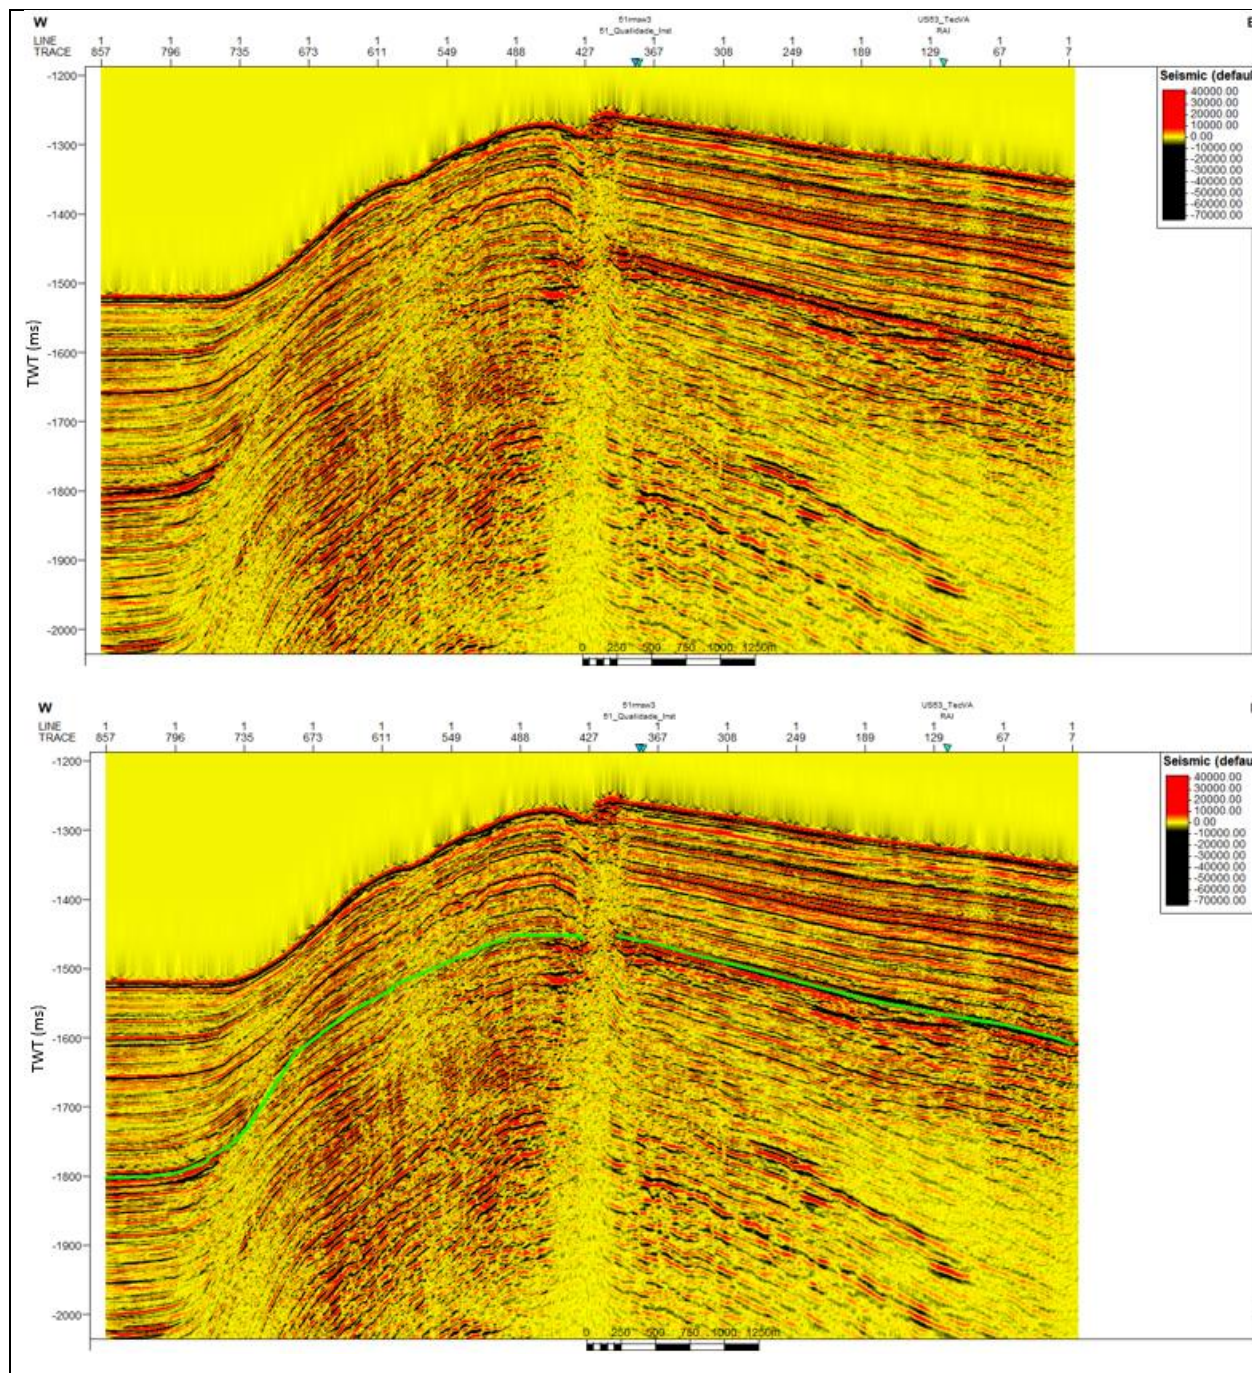 W
51rmsw3
51_Qualidade_Inst
US53_TecVA
RAI
LINE 1 1 1 1 1 1 1 1 1 1 1 1 1 1 1
TRACE 857 796 735 673 611 549 488 427 367 308 249 189 129 67 7
Seismic (defau
40000.00
30000.00
20000.00
10000.00
0.00
-10000.00
-20000.00
-30000.00
-40000.00
-50000.00
-60000.00
-70000.00
TWT (ms)
-1200
-1300
-1400
-1500
-1600
-1700
-1800
-1900
-2000
0 250 500 750 1000 1250m
W
51rmsw3
51_Qualidade_Inst
US53_TecVA
RAI
LINE 1 1 1 1 1 1 1 1 1 1 1 1 1 1 1
TRACE 857 796 735 673 611 549 488 427 367 308 249 189 129 67 7
Seismic (defau
40000.00
30000.00
20000.00
10000.00
0.00
-10000.00
-20000.00
-30000.00
-40000.00
-50000.00
-60000.00
-70000.00
TWT (ms)
-1200
-1300
-1400
-1500
-1600
-1700
-1800
-1900
-2000
0 250 500 750 1000 1250m